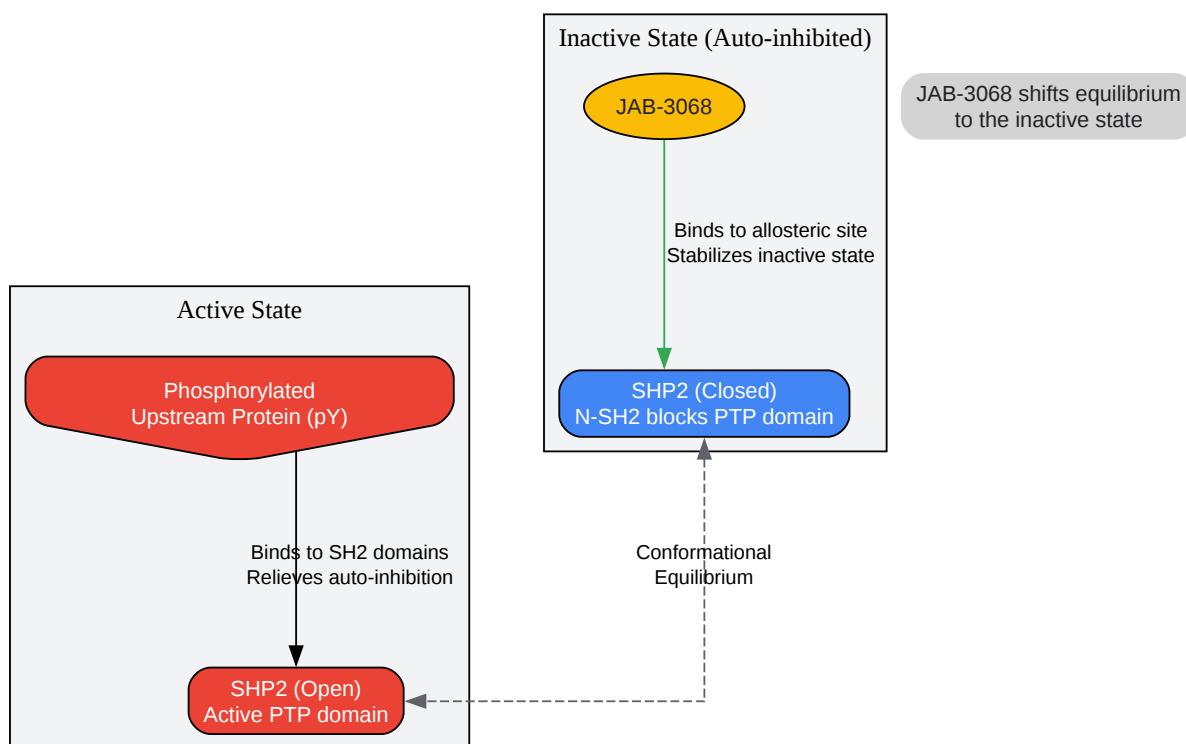 Inactive State (Auto-inhibited)
JAB-3068
JAB-3068 shifts equilibrium
to the inactive state
Binds to allosteric site
Stabilizes inactive state
SHP2 (Closed)
N-SH2 blocks PTP domain
Active State
Phosphorylated
Upstream Protein (pY)
Binds to SH2 domains
Relieves auto-inhibition
Conformational
Equilibrium
SHP2 (Open)
Active PTP domain